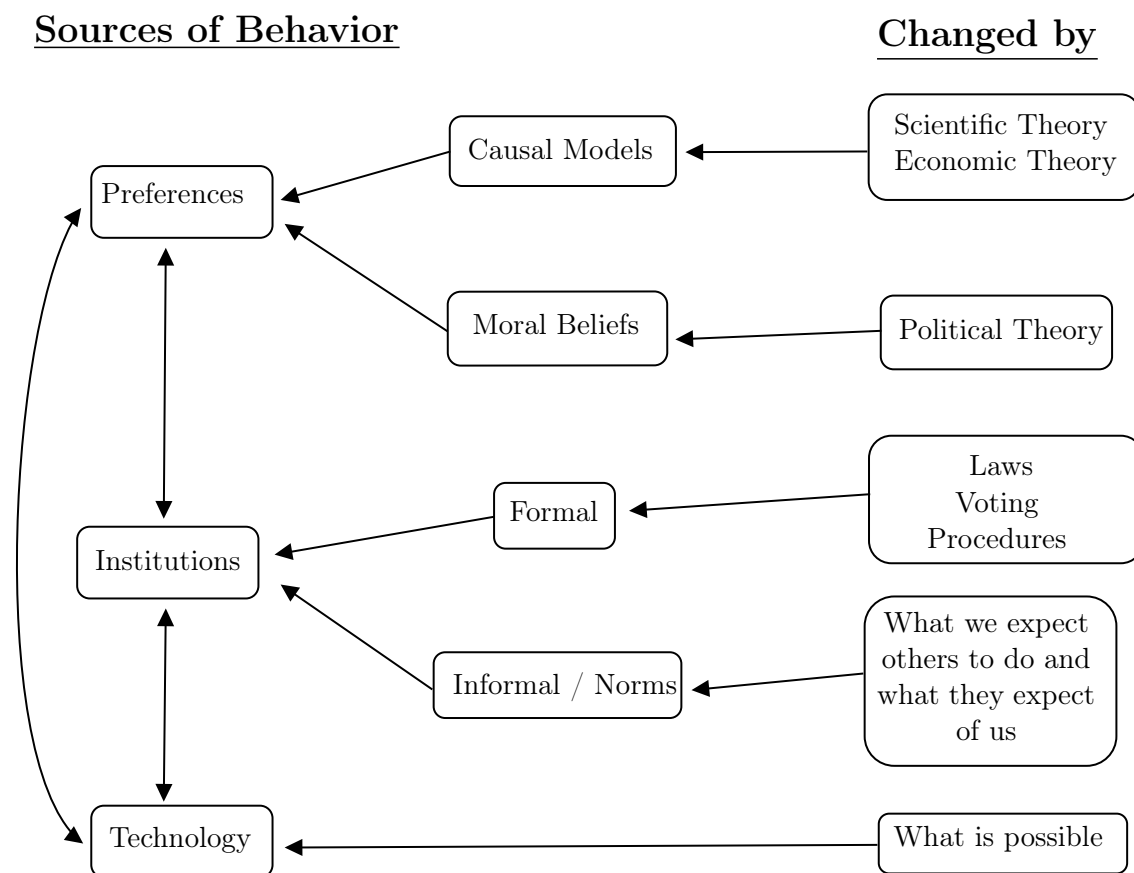 Sources of Behavior
Changed by
Scientific Theory
Economic Theory
Causal Models
Preferences
Moral Beliefs
Political Theory
Laws
Voting
Procedures
Formal
Institutions
What we expect
others to do and
what they expect
of us
Informal / Norms
Technology
What is possible